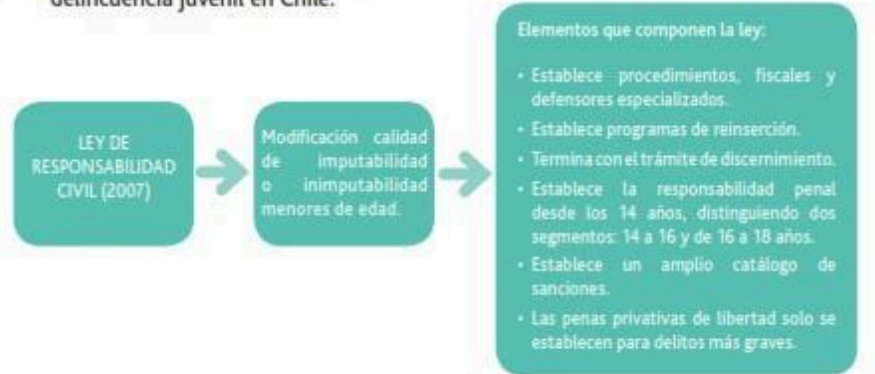 delincuencia juvenil en Chile.
LEY DE
RESPONSABILIDAD
CIVIL (2007)
Modificación calidad
de imputabilidad
o inimputabilidad
menores de edad.
Elementos que componen la ley:
• Establece procedimientos, fiscales y
defensores especializados.
• Establece programas de reinserción.
• Termina con el trámite de discernimiento.
• Establece la responsabilidad penal
desde los 14 años, distinguiendo dos
segmentos: 14 a 16 y de 16 a 18 años.
• Establece un amplio catálogo de
sanciones.
• Las penas privativas de libertad solo se
establecen para delitos más graves.